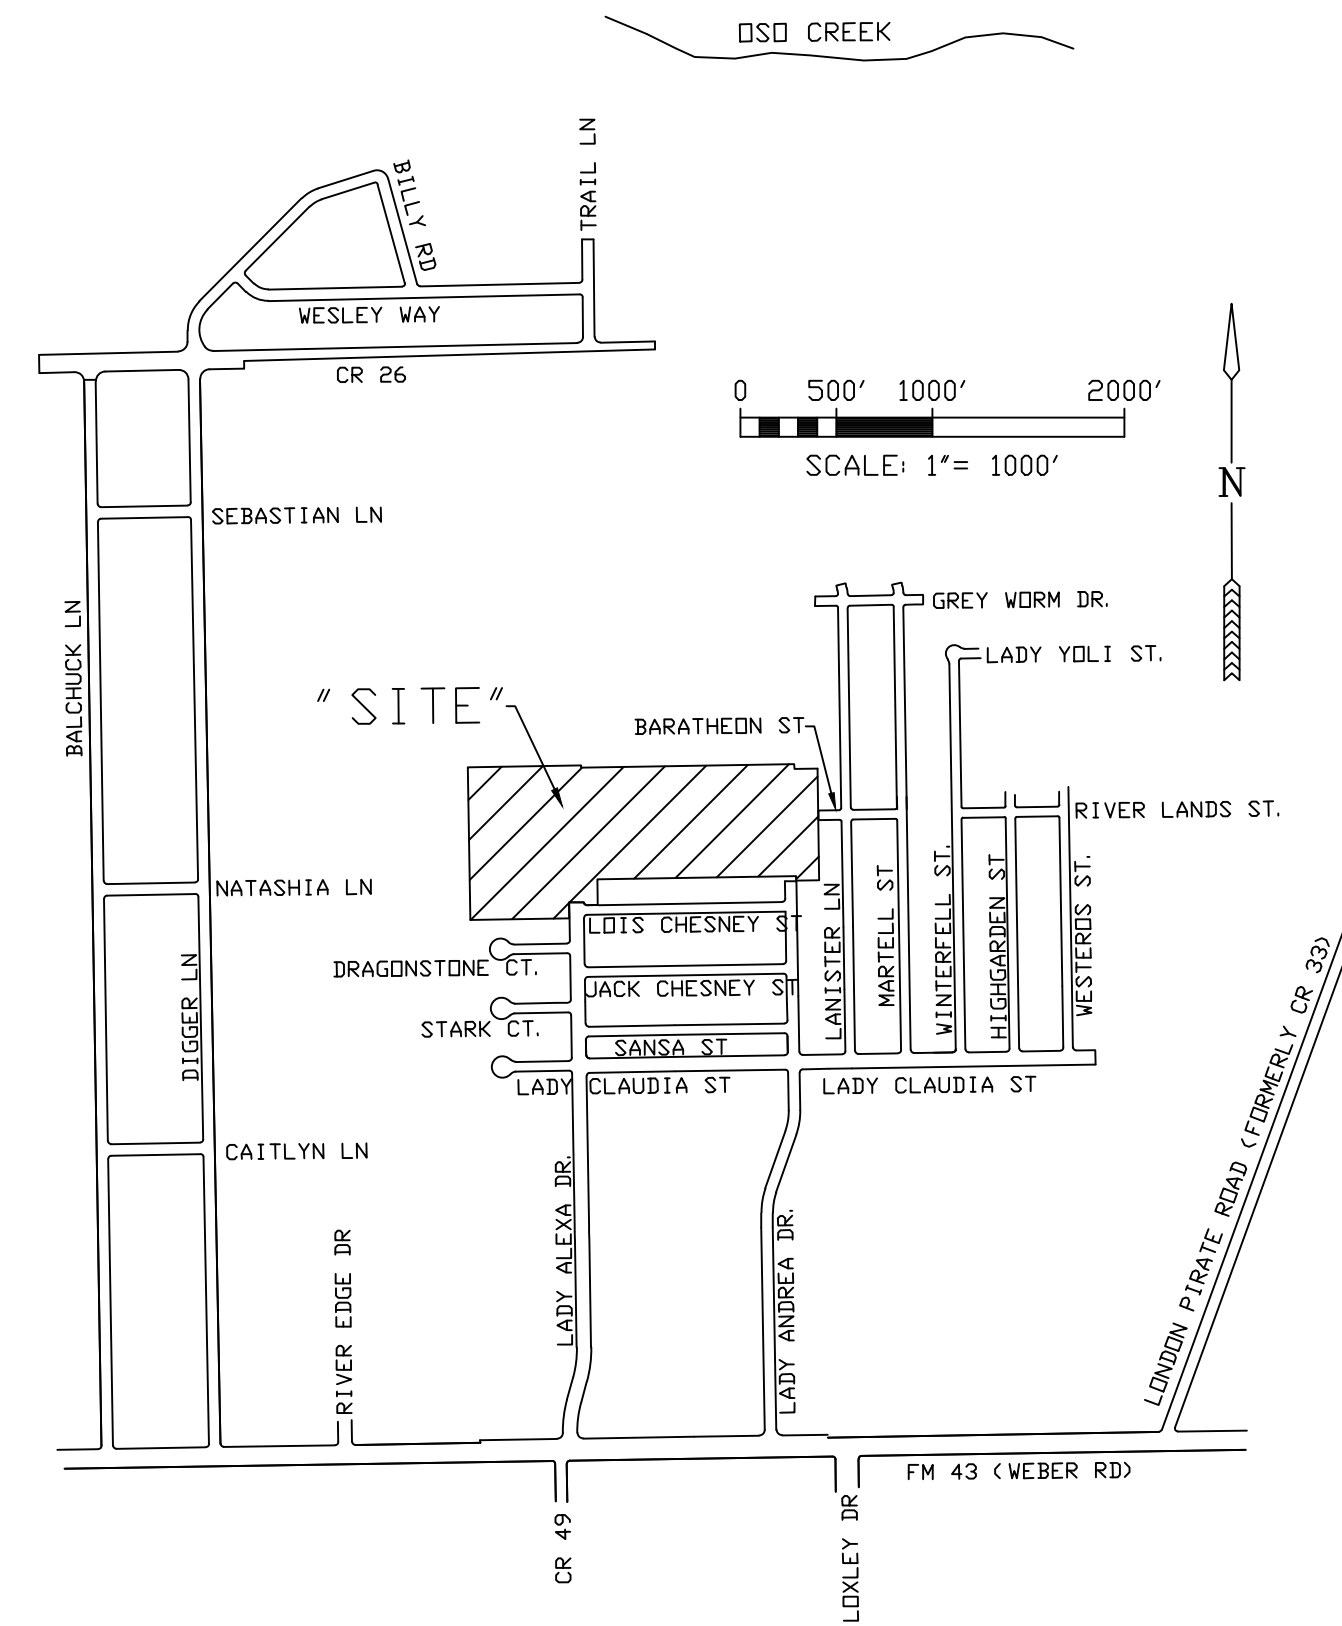 OSO CREEK
TRAIL LN
BILLY RD
WESLEY WAY
CR 26
0 500' 1000' 2000'
SCALE: 1"= 1000'
N
SEBASTIAN LN
BALCHUCK LN
GREY WORM DR.
LADY YOLI ST.
"SITE"
BARATHEON ST
RIVER LANDS ST.
NATASHIA LN
LOIS CHESNEY ST
LANISTER LN
MARTELL ST
WINTERFELL ST.
HIGHGARDEN ST
WESTEROS ST.
DRAGONSTONE CT.
JACK CHESNEY ST
DIGGER LN
STARK CT.
SANSA ST
LADY CLAUDIA ST
LADY CLAUDIA ST
LONDON PIRATE ROAD (FORMERLY CR 33)
CAITLYN LN
LADY ALEXA DR.
LADY ANDREA DR.
RIVER EDGE DR
FM 43 (WEBER RD)
CR 49
LOXLEY DR